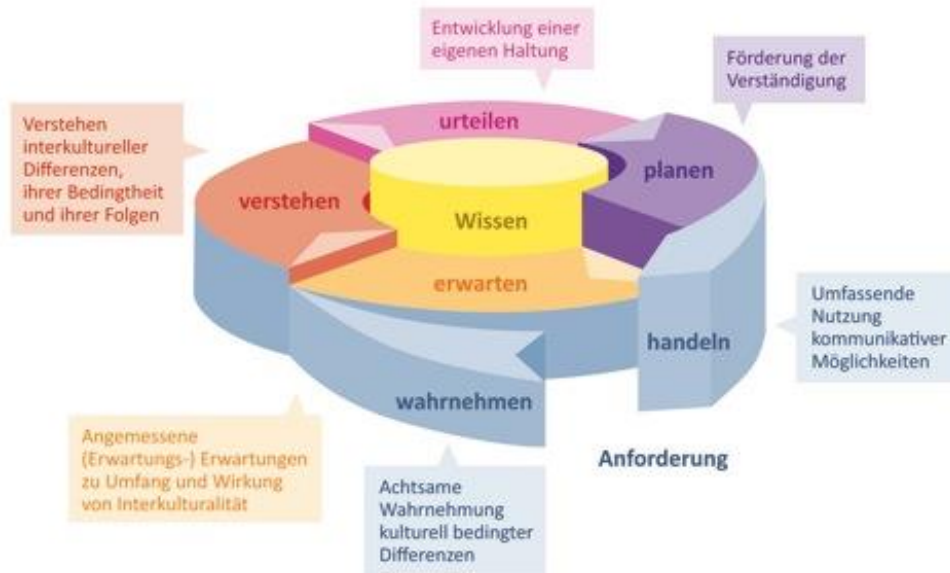 Entwicklung einer
eigenen Haltung
Förderung der
Verständigung
Verstehen
interkultureller
Differenzen,
ihrer Bedingtheit
und ihrer Folgen
urteilen
planen
verstehen
Wissen
erwarten
handeln
wahrnehmen
Umfassende
Nutzung
kommunikativer
Möglichkeiten
Angemessene
(Erwartungs-) Erwartungen
zu Umfang und Wirkung
von Interkulturalität
Anforderung
Achtsame
Wahrnehmung
kulturell bedingter
Differenzen